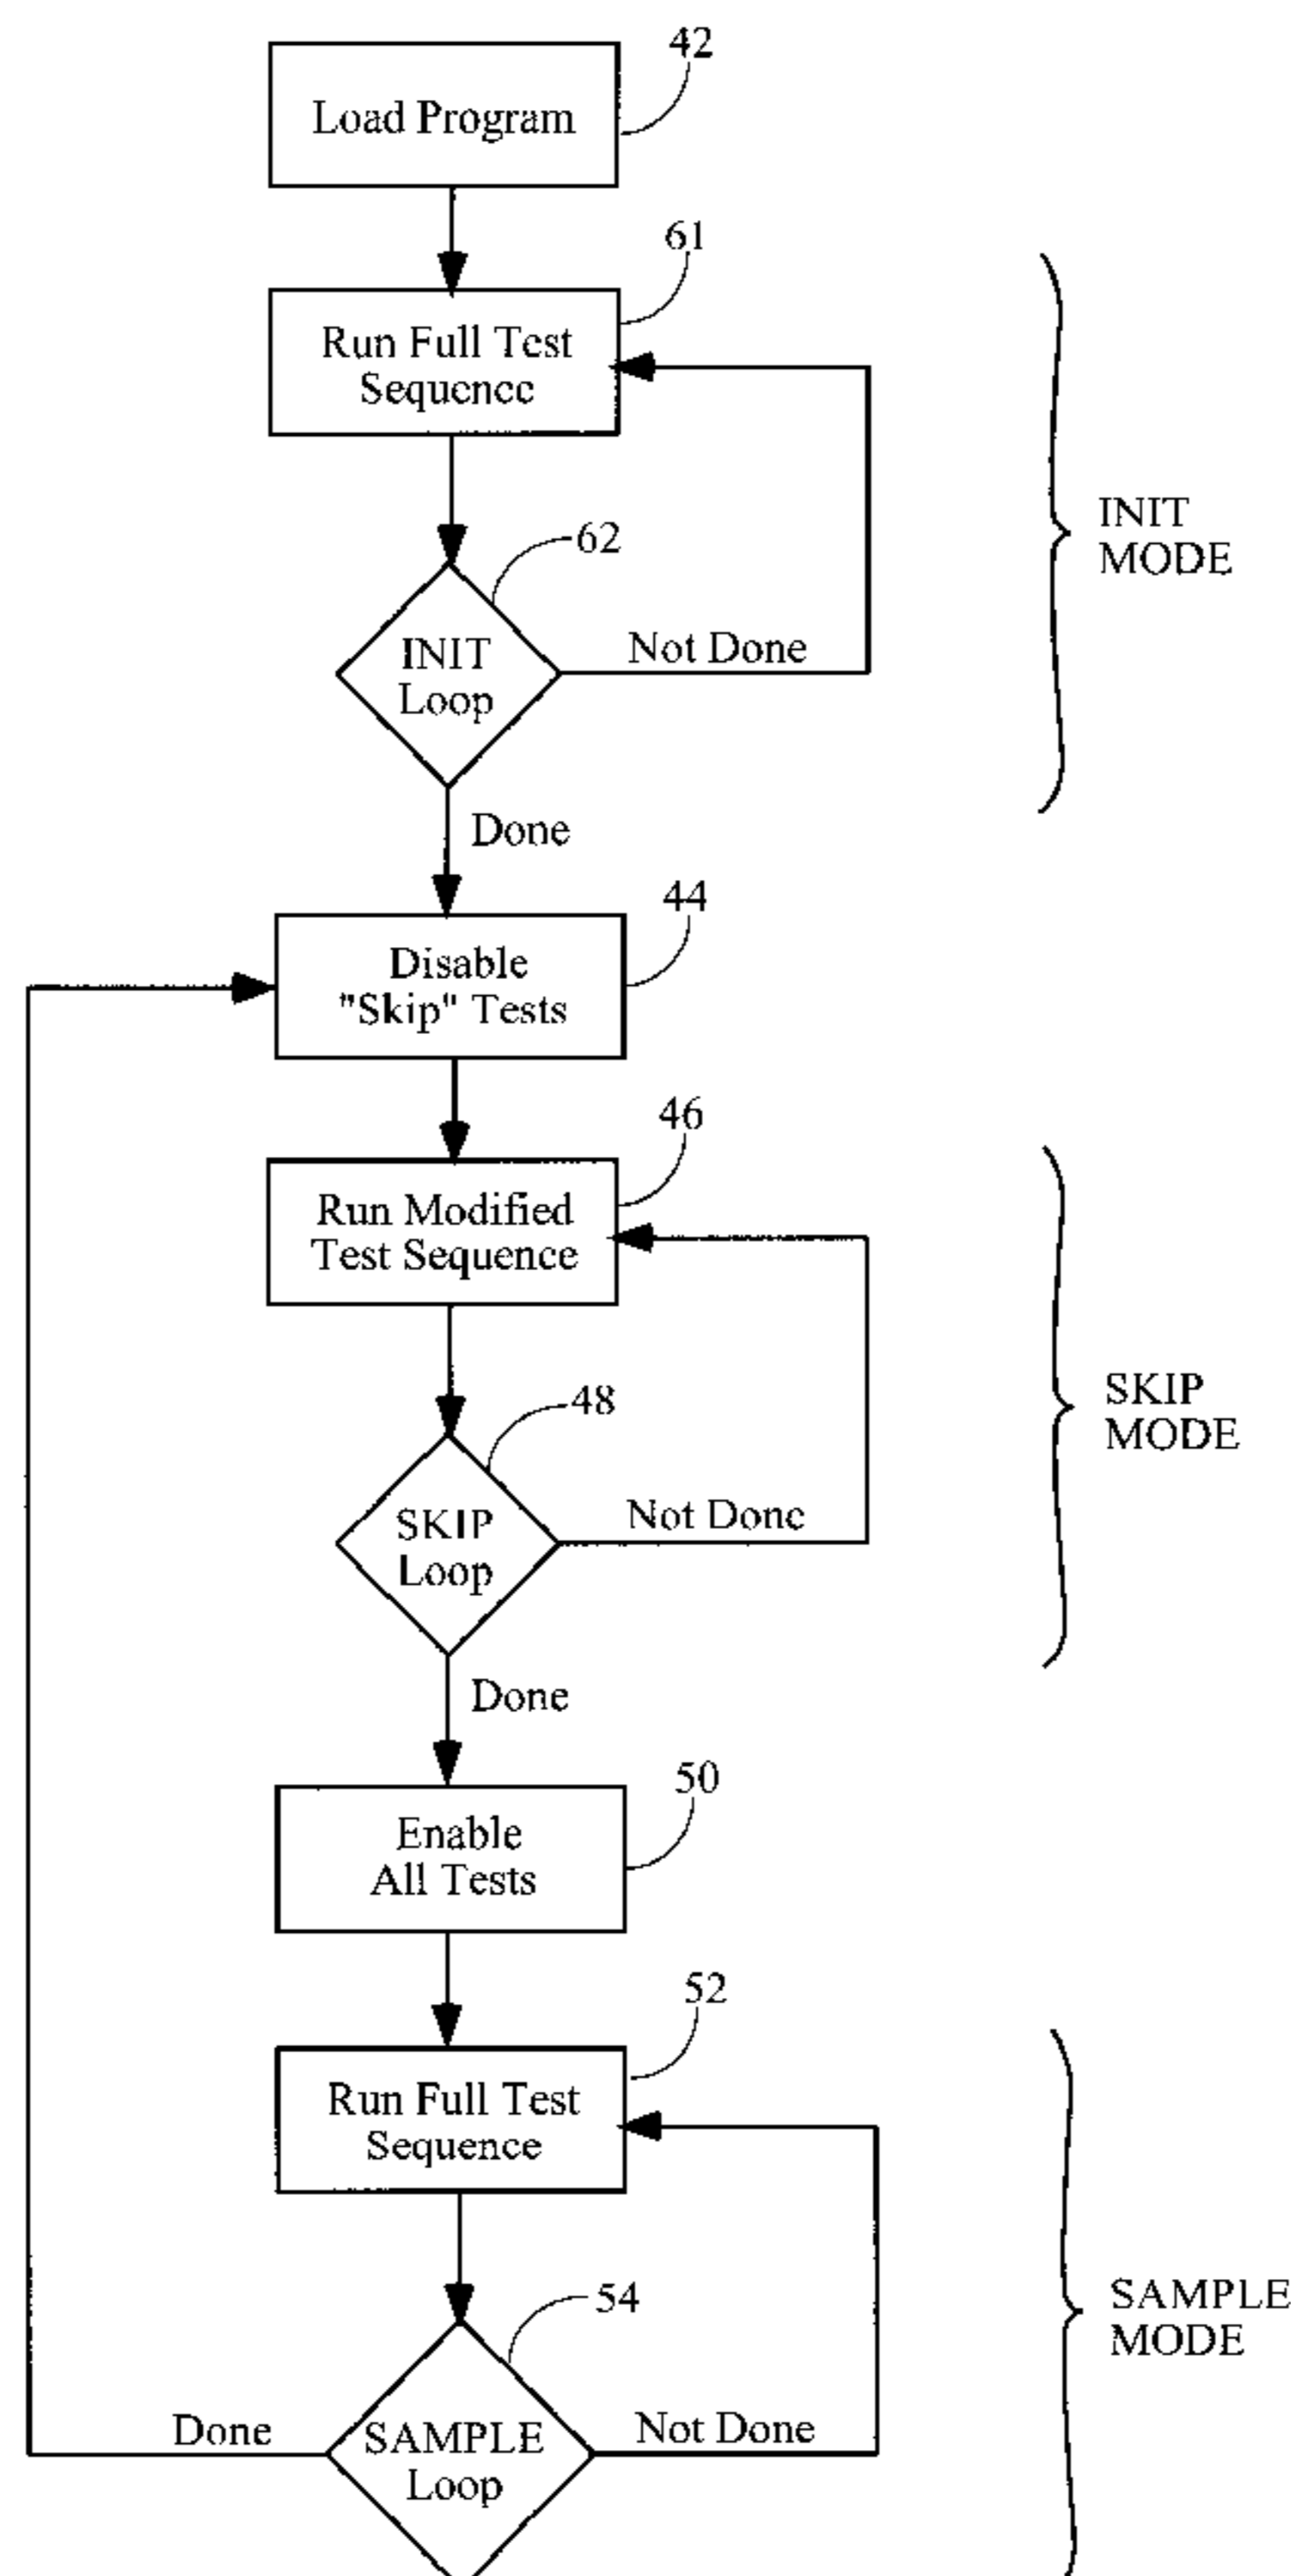 42
Load Program
61
Run Full Test
Sequence
62
INIT
Loop
Not Done
INIT
MODE
Done
44
Disable
"Skip" Tests
46
Run Modified
Test Sequence
48
SKIP
Loop
Not Done
SKIP
MODE
Done
50
Enable
All Tests
52
Run Full Test
Sequence
54
Done
SAMPLE
Loop
Not Done
SAMPLE
MODE